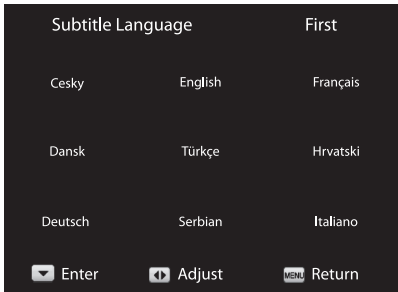 Subtitle Language First
Cesky English Français
Dansk Türkçe Hrvatski
Deutsch Serbian Italiano
Enter Adjust MENU Return